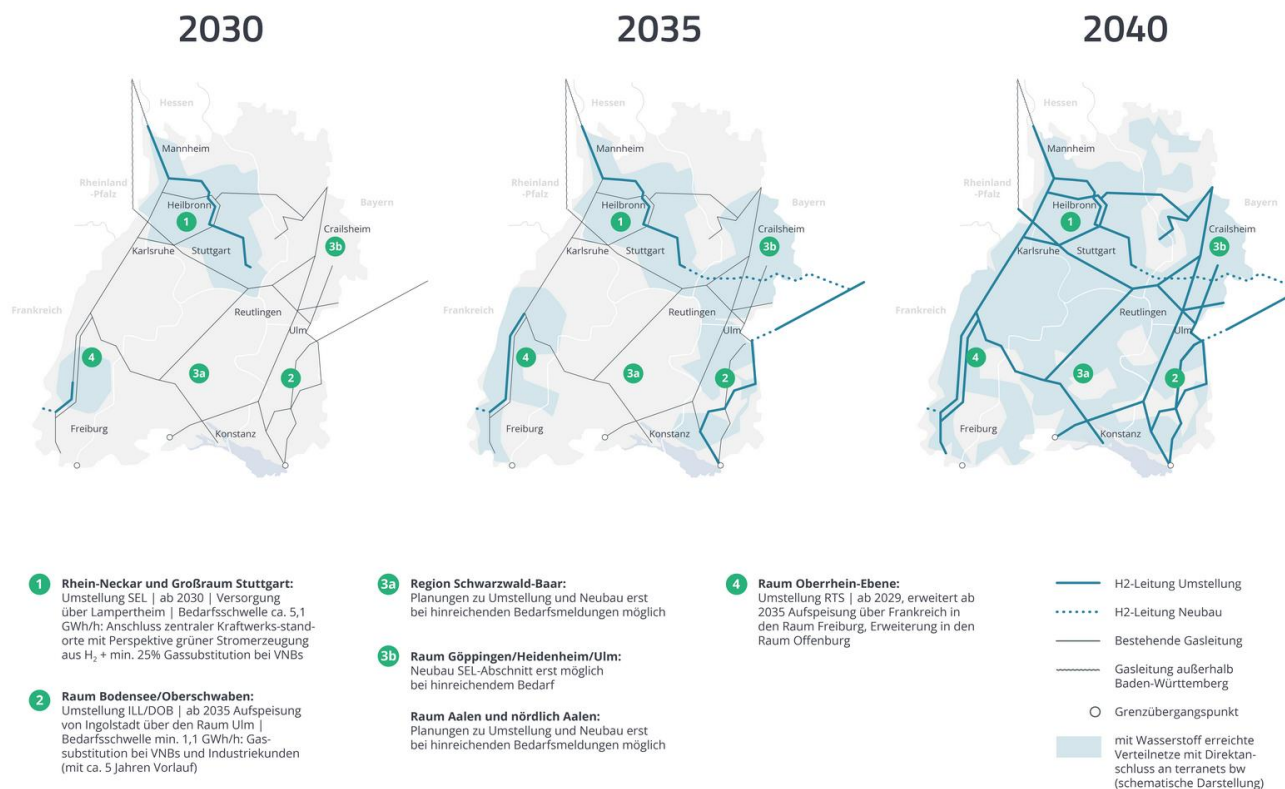 2030
Hessen
Mannheim
Rheinland
-Pfalz
Heilbronn
1
Bayern
Crailsheim
3b
Karlsruhe
Stuttgart
Frankreich
Reutlingen
Ulm
4
3a
2
Freiburg
Konstanz
2035
Hessen
Mannheim
Rheinland
-Pfalz
Heilbronn
1
Bayern
Crailsheim
3b
Karlsruhe
Stuttgart
Frankreich
Reutlingen
Ulm
4
3a
2
Freiburg
Konstanz
2040
Hessen
Mannheim
Rheinland
-Pfalz
Heilbronn
1
Bayern
Crailsheim
3b
Karlsruhe
Stuttgart
Frankreich
Reutlingen
Ulm
4
3a
2
Freiburg
Konstanz
1
Rhein-Neckar und Großraum Stuttgart:
Umstellung SEL | ab 2030 | Versorgung
über Lampertheim | Bedarfsschwelle ca. 5,1
GWh/h: Anschluss zentraler Kraftwerks-stand-
orte mit Perspektive grüner Stromerzeugung
aus H₂ + min. 25% Gassubstitution bei VNBs
2
Raum Bodensee/Oberschwaben:
Umstellung ILL/DOB | ab 2035 Aufspeisung
von Ingolstadt über den Raum Ulm |
Bedarfsschwelle min. 1,1 GWh/h: Gas-
substitution bei VNBs und Industriekunden
(mit ca. 5 Jahren Vorlauf)
3a
Region Schwarzwald-Baar:
Planungen zu Umstellung und Neubau erst
bei hinreichenden Bedarfsmeldungen möglich
3b
Raum Göppingen/Heidenheim/Ulm:
Neubau SEL-Abschnitt erst möglich
bei hinreichendem Bedarf
Raum Aalen und nördlich Aalen:
Planungen zu Umstellung und Neubau erst
bei hinreichenden Bedarfsmeldungen möglich
4
Raum Oberrhein-Ebene:
Umstellung RTS | ab 2029, erweitert ab
2035 Aufspeisung über Frankreich in
den Raum Freiburg, Erweiterung in den
Raum Offenburg
H2-Leitung Umstellung
H2-Leitung Neubau
Bestehende Gasleitung
Gasleitung außerhalb
Baden-Württemberg
Grenzübergangspunkt
mit Wasserstoff erreichte
Verteilnetze mit Direktan-
schluss an terranets bw
(schematische Darstellung)